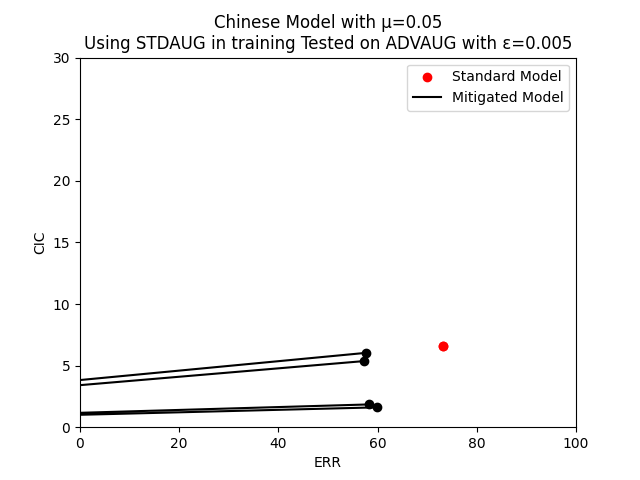 Chinese Model with μ=0.05
Using STDAUG in training Tested on ADVAUG with ε=0.005
Standard Model
Mitigated Model
30
25
20
15
10
5
0
CIC
0 20 40 60 80 100
ERR